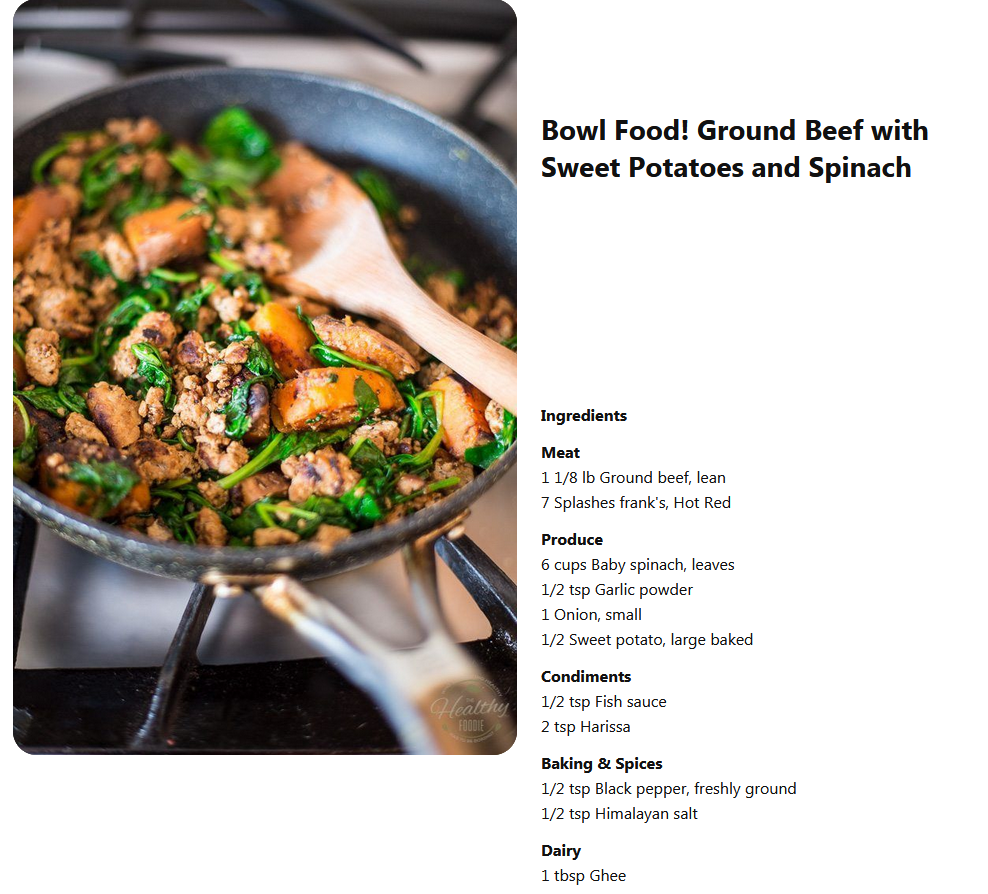 Bowl Food! Ground Beef with
Sweet Potatoes and Spinach
Ingredients
Meat
1 1/8 lb Ground beef, lean
7 Splashes frank's, Hot Red
Produce
6 cups Baby spinach, leaves
1/2 tsp Garlic powder
1 Onion, small
1/2 Sweet potato, large baked
Condiments
1/2 tsp Fish sauce
2 tsp Harissa
Baking & Spices
1/2 tsp Black pepper, freshly ground
1/2 tsp Himalayan salt
Dairy
1 tbsp Ghee
THE
Healthy
FOODIE